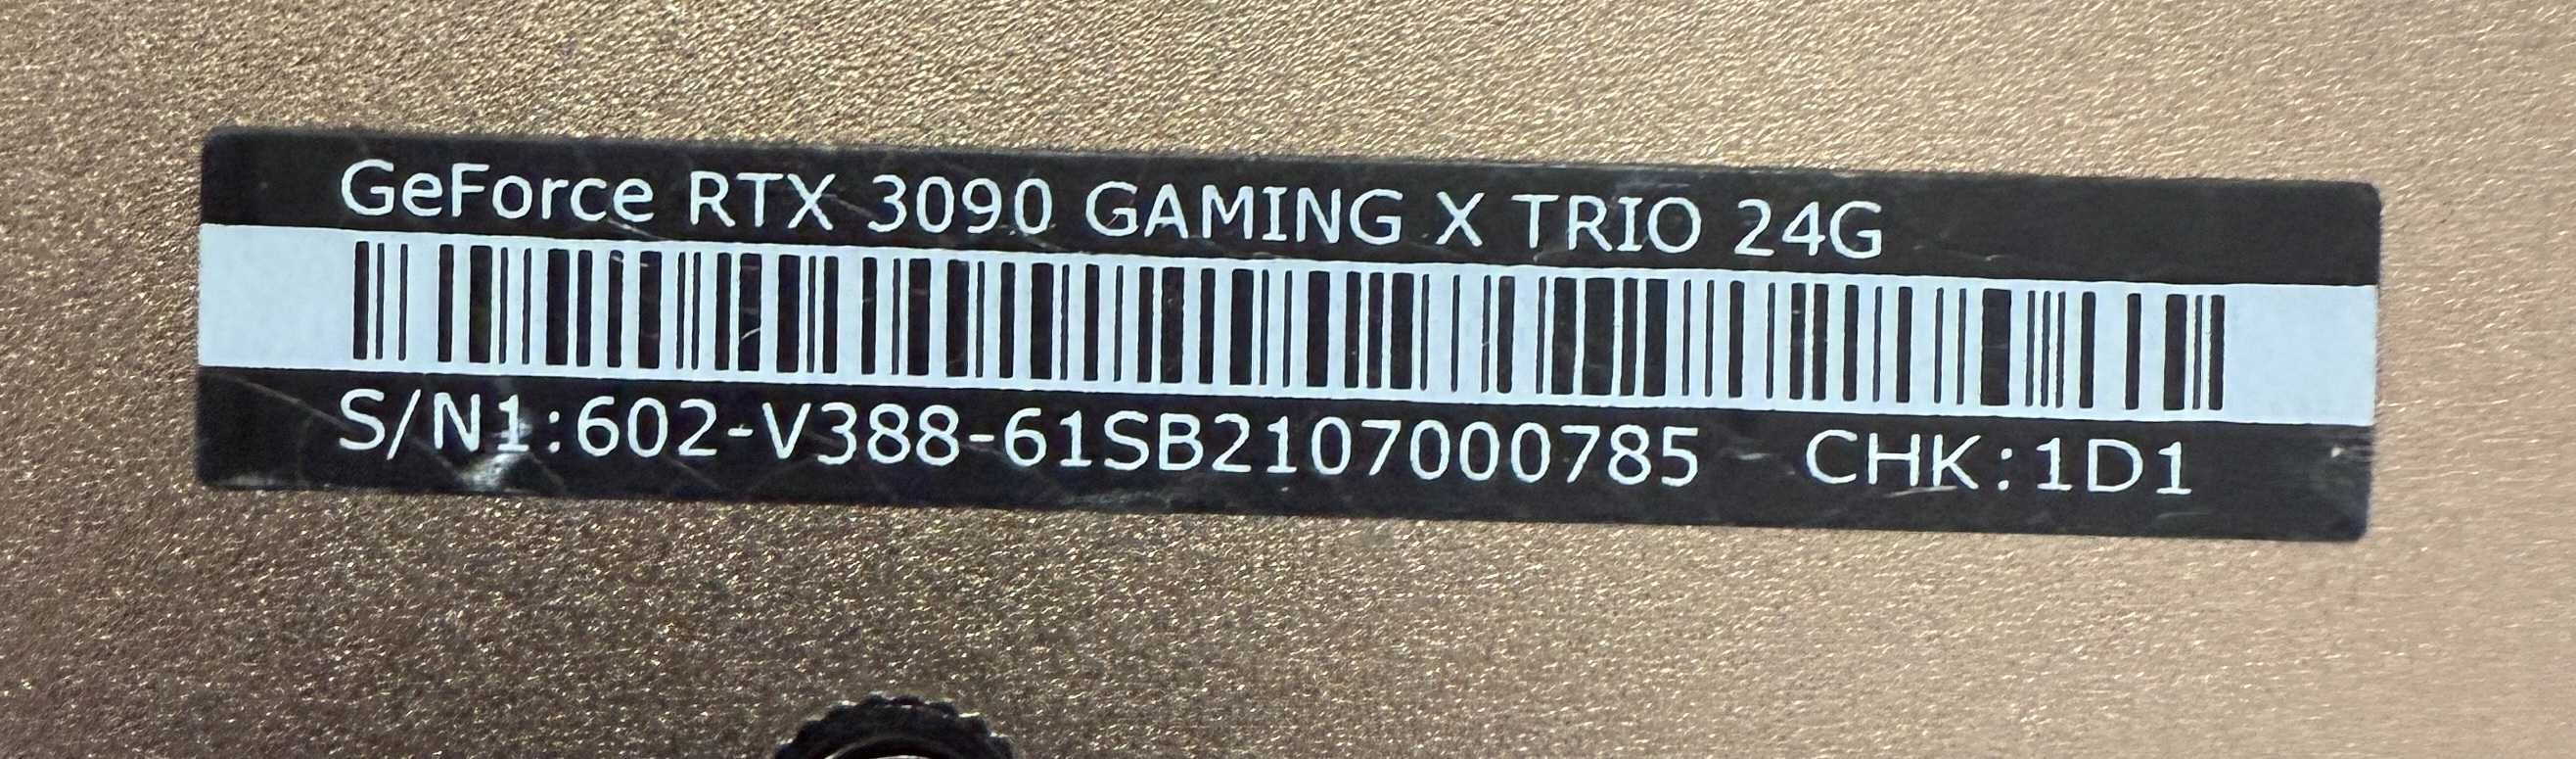 GeForce RTX 3090 GAMING X TRIO 24G
S/N1:602-V388-61SB2107000785 CHK:1D1